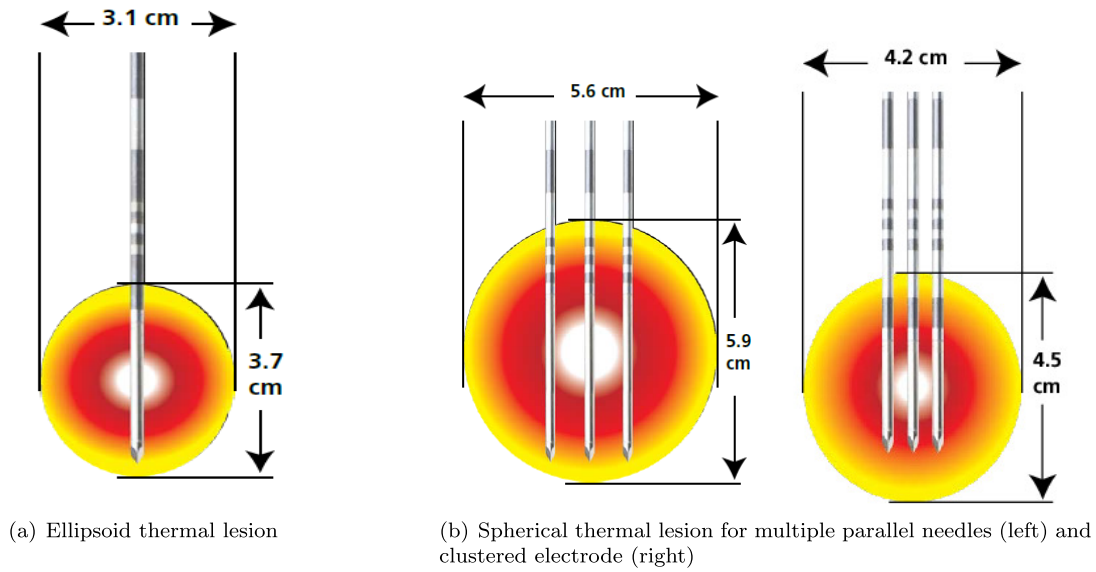 3.1 cm
3.7
cm
(a) Ellipsoid thermal lesion
5.6 cm
5.9
cm
4.2 cm
4.5
cm
(b) Spherical thermal lesion for multiple parallel needles (left) and
clustered electrode (right)